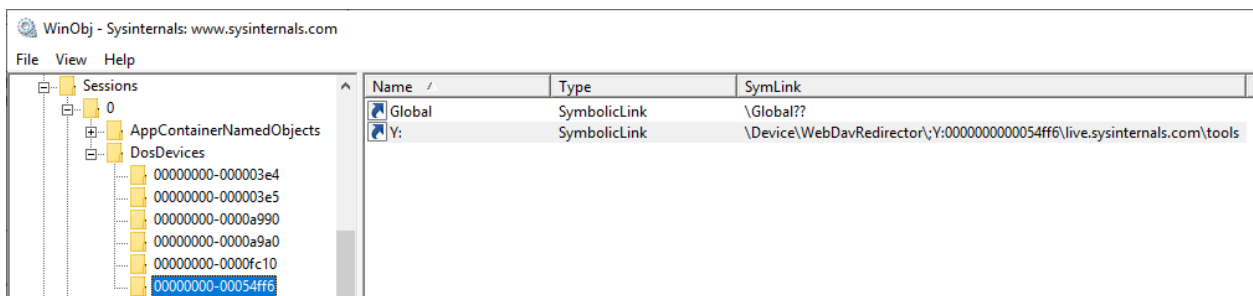 WinObj - Sysinternals: www.sysinternals.com
File View Help
Sessions
0
AppContainerNamedObjects
DosDevices
00000000-000003e4
00000000-000003e5
00000000-0000a990
00000000-0000a9a0
00000000-0000fc10
00000000-00054ff6
Name Type SymLink
Global SymbolicLink \Global??
Y: SymbolicLink \Device\WebDavRedirector\;Y:0000000000054ff6\live.sysinternals.com\tools